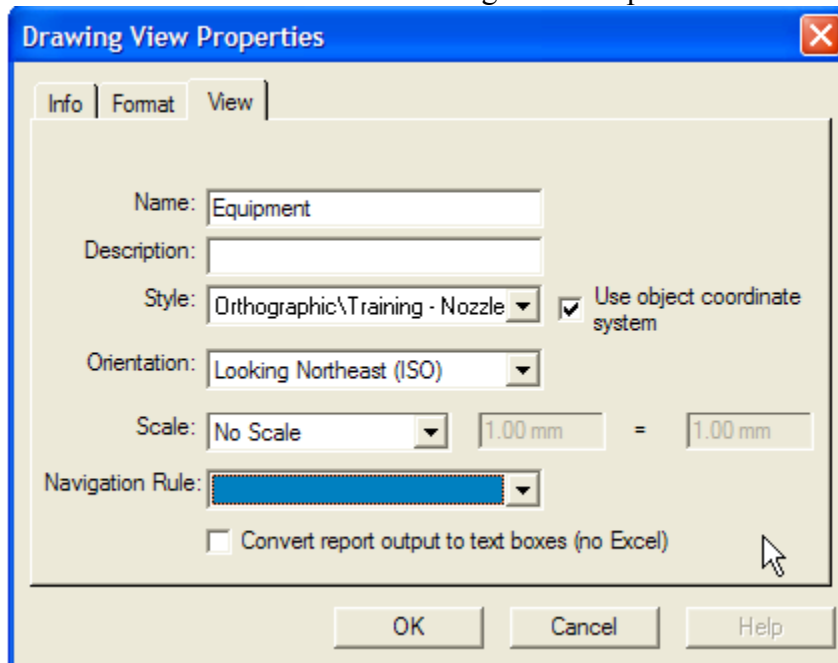 Drawing View Properties
Info Format View
Name: Equipment
Description:
Style: Orthographic\Training - Nozzle Use object coordinate
system
Orientation: Looking Northeast (ISO)
Scale: No Scale 1.00 mm = 1.00 mm
Navigation Rule:
Convert report output to text boxes (no Excel)
OK Cancel Help